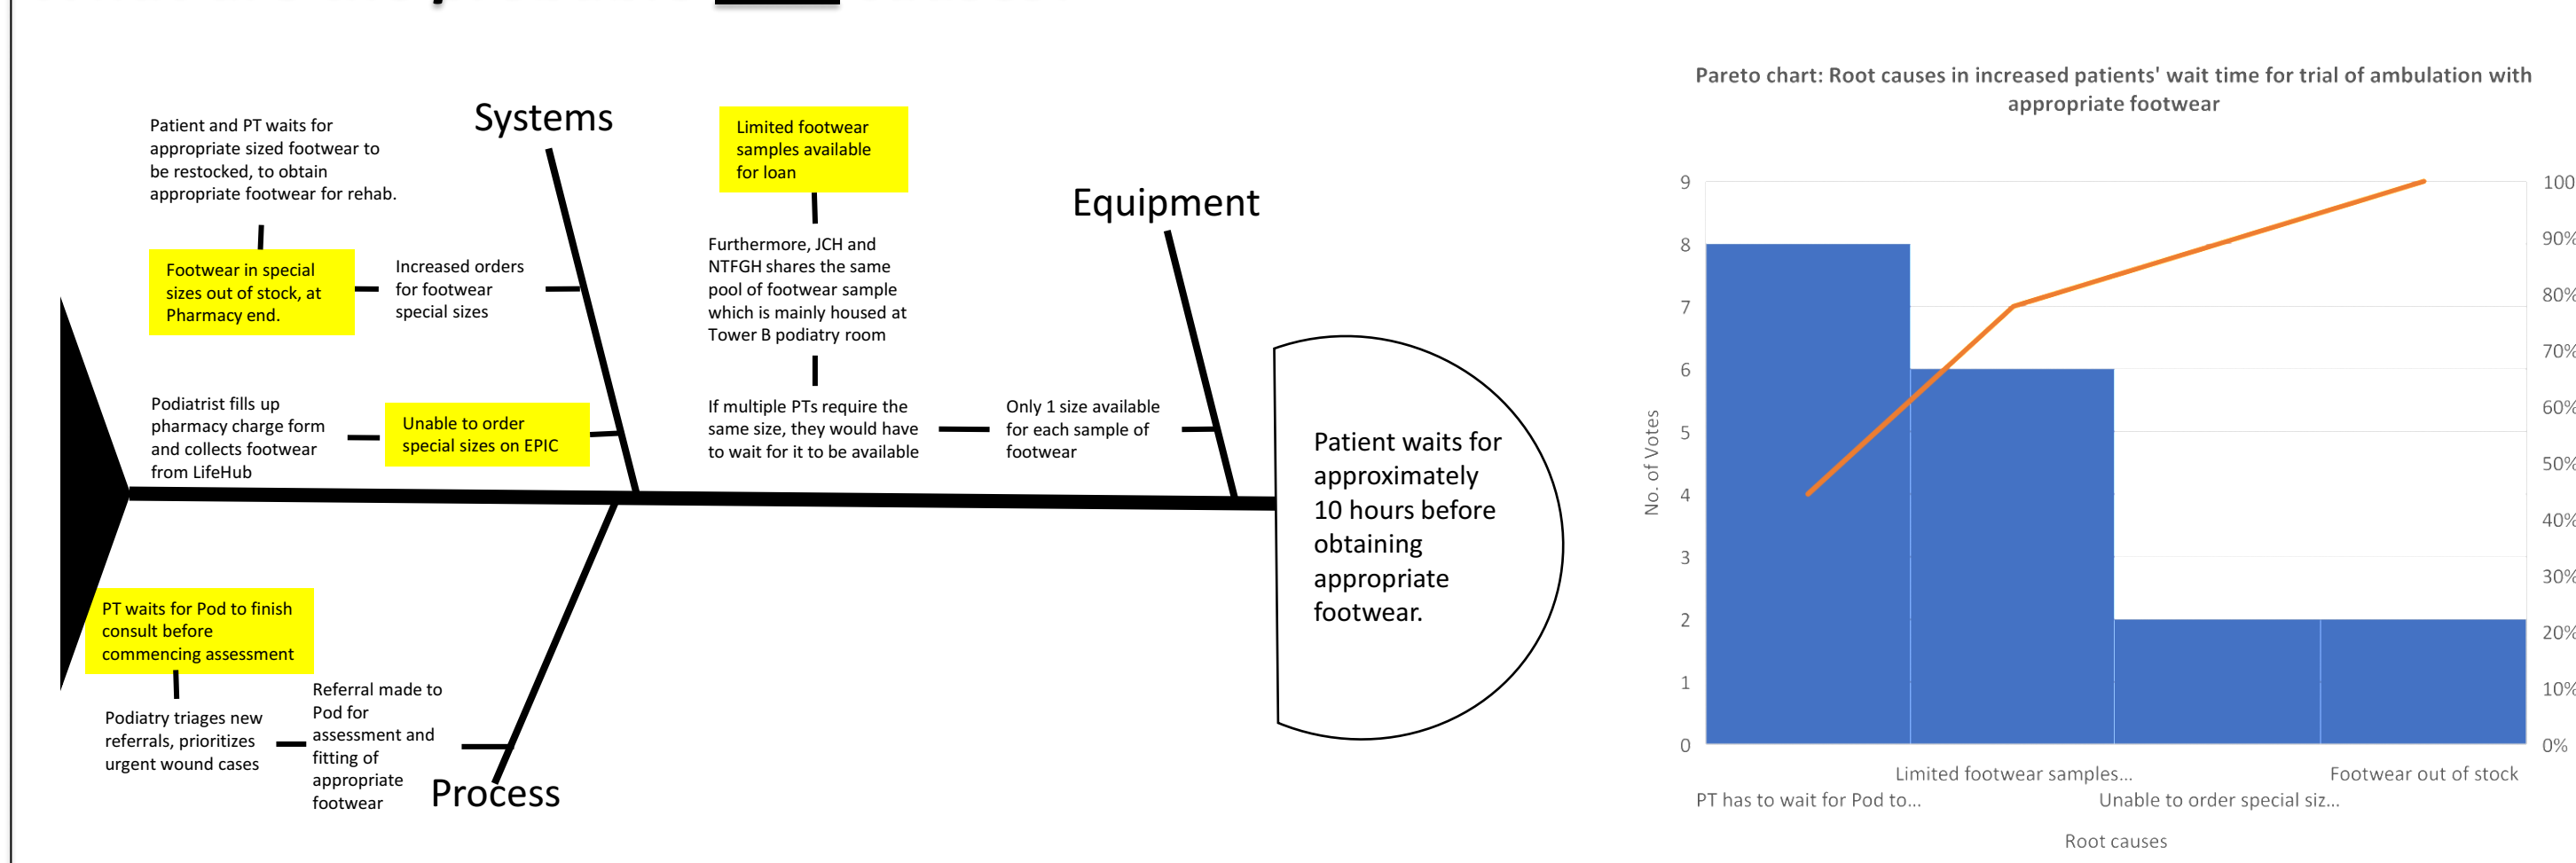 Systems
Patient and PT waits for
appropriate sized footwear to
be restocked, to obtain
appropriate footwear for rehab.
Footwear in special
sizes out of stock, at
Pharmacy end.
Increased orders
for footwear
special sizes
Podiatrist fills up
pharmacy charge form
and collects footwear
from LifeHub
Unable to order
special sizes on EPIC
Limited footwear
samples available
for loan
Furthermore, JCH and
NTFGH shares the same
pool of footwear sample
which is mainly housed at
Tower B podiatry room
If multiple PTs require the
same size, they would have
to wait for it to be available
Only 1 size available
for each sample of
footwear
Equipment
Patient waits for
approximately
10 hours before
obtaining
appropriate
footwear.
PT waits for Pod to finish
consult before
commencing assessment
Podiatry triages new
referrals, prioritizes
urgent wound cases
Referral made to
Pod for
assessment and
fitting of
appropriate
footwear
Process
Pareto chart: Root causes in increased patients' wait time for trial of ambulation with
appropriate footwear
No. of Votes
9
8
7
6
5
4
3
2
1
0
100
90%
80%
70%
60%
50%
40%
30%
20%
10%
0%
Limited footwear samples...
Footwear out of stock
PT has to wait for Pod to...
Unable to order special siz...
Root causes